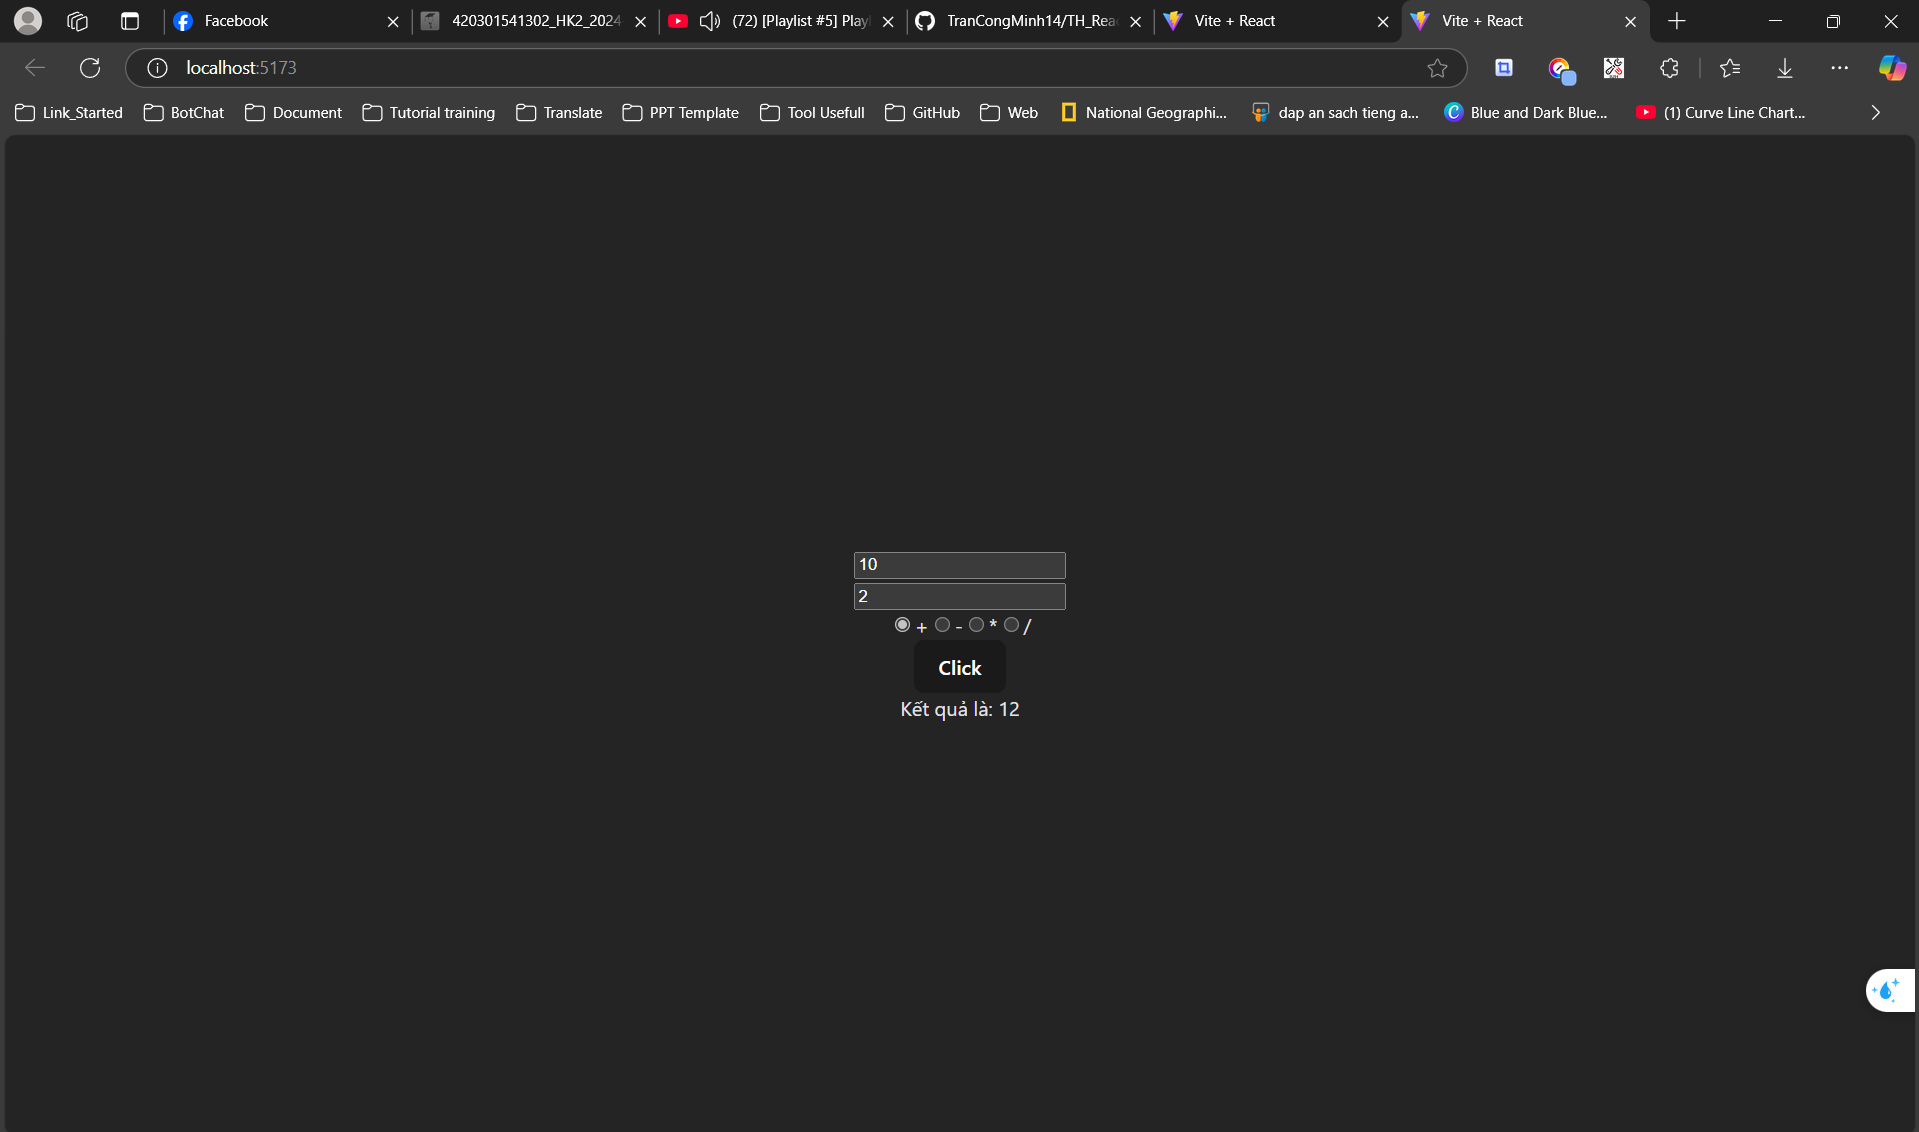 Facebook
420301541302_HK2_2024
(72) [Playlist #5] Play
TranCongMinh14/TH_Rea
Vite + React
Vite + React
localhost:5173
Link_Started
BotChat
Document
Tutorial training
Translate
PPT Template
Tool Usefull
GitHub
Web
National Geographi...
dap an sach tieng a...
Blue and Dark Blue...
(1) Curve Line Chart...
10
2
+ - * /
Click
Kết quả là: 12